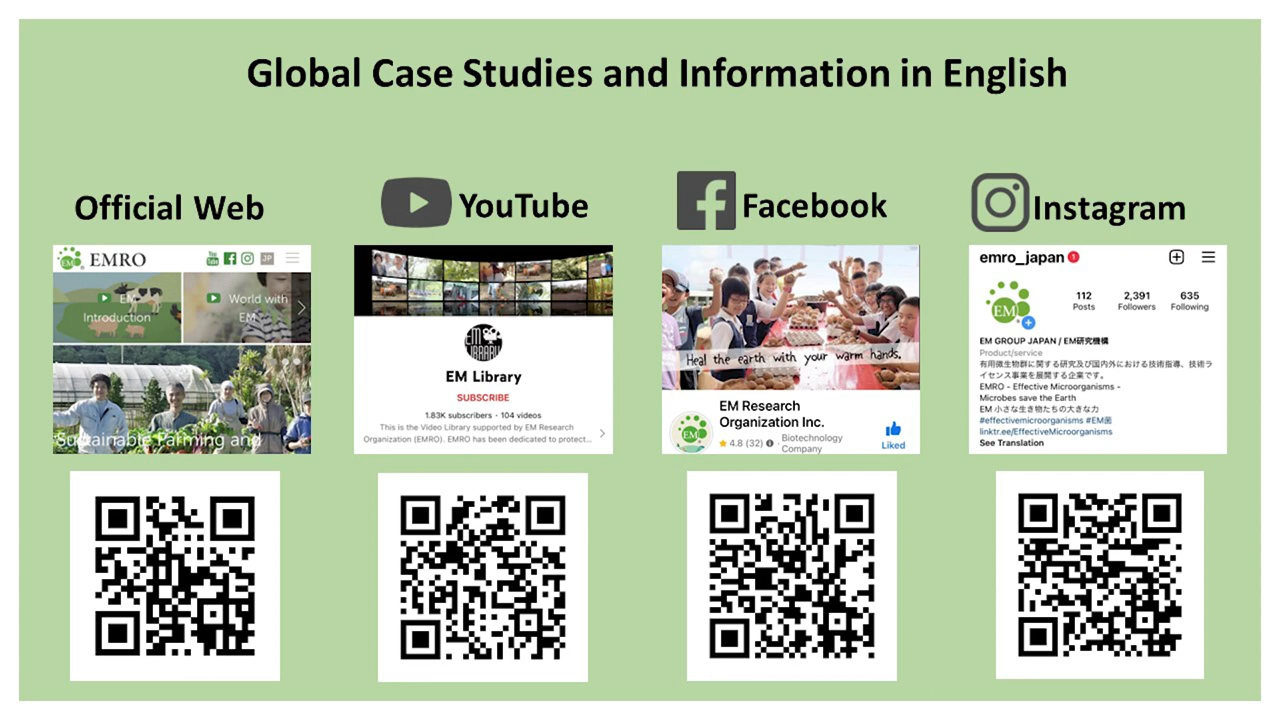 Global Case Studies and Information in English
Official Web
YouTube
Facebook
Instagram
EM EMRO
You Tube
JP
EM
Introduction
World with
EM
Sustainable Farming and
EM LIBRARY
EM Library
SUBSCRIBE
1.83K subscribers · 104 videos
This is the Video Library supported by EM Research
Organization (EMRO). EMRO has been dedicated to protect...
Heal the earth with your warm hands.
EM
EM Research
Organization Inc.
4.8 (32) · Biotechnology
Company
Liked
emro_japan 1
EM
112
Posts
2,391
Followers
635
Following
EM GROUP JAPAN / EM研究機構
Product/service
有用微生物群に関する研究及び国内外における技術指導、技術ラ
イセンス事業を展開する企業です。
EMRO - Effective Microorganisms -
Microbes save the Earth
EM 小さな生き物たちの大きな力
#effectivemicroorganisms #EM菌
linktr.ee/EffectiveMicroorganisms
See Translation